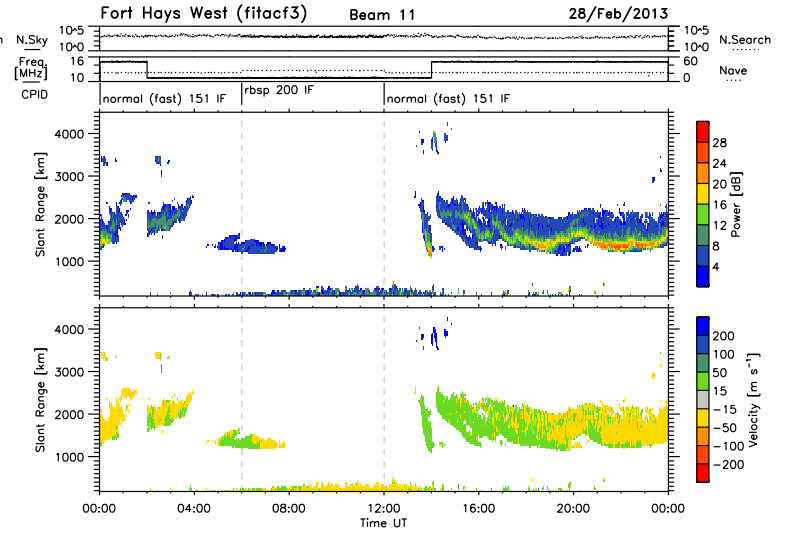 Fort Hays West (fitacf3) Beam 11 28/Feb/2013
N.Sky 10^5 10^5 N.Search
10^0 10^0
Freq. 16 60
[MHz] 10 0 Nave
CPID normal (fast) 151 IF rbsp 200 IF normal (fast) 151 IF
Slant Range [km]
4000
3000
2000
1000
Power [dB]
28
24
20
16
12
8
4
Slant Range [km]
4000
3000
2000
1000
Velocity [m s⁻¹]
200
100
50
15
-15
-50
-100
-200
00:00 04:00 08:00 12:00 16:00 20:00 00:00
Time UT